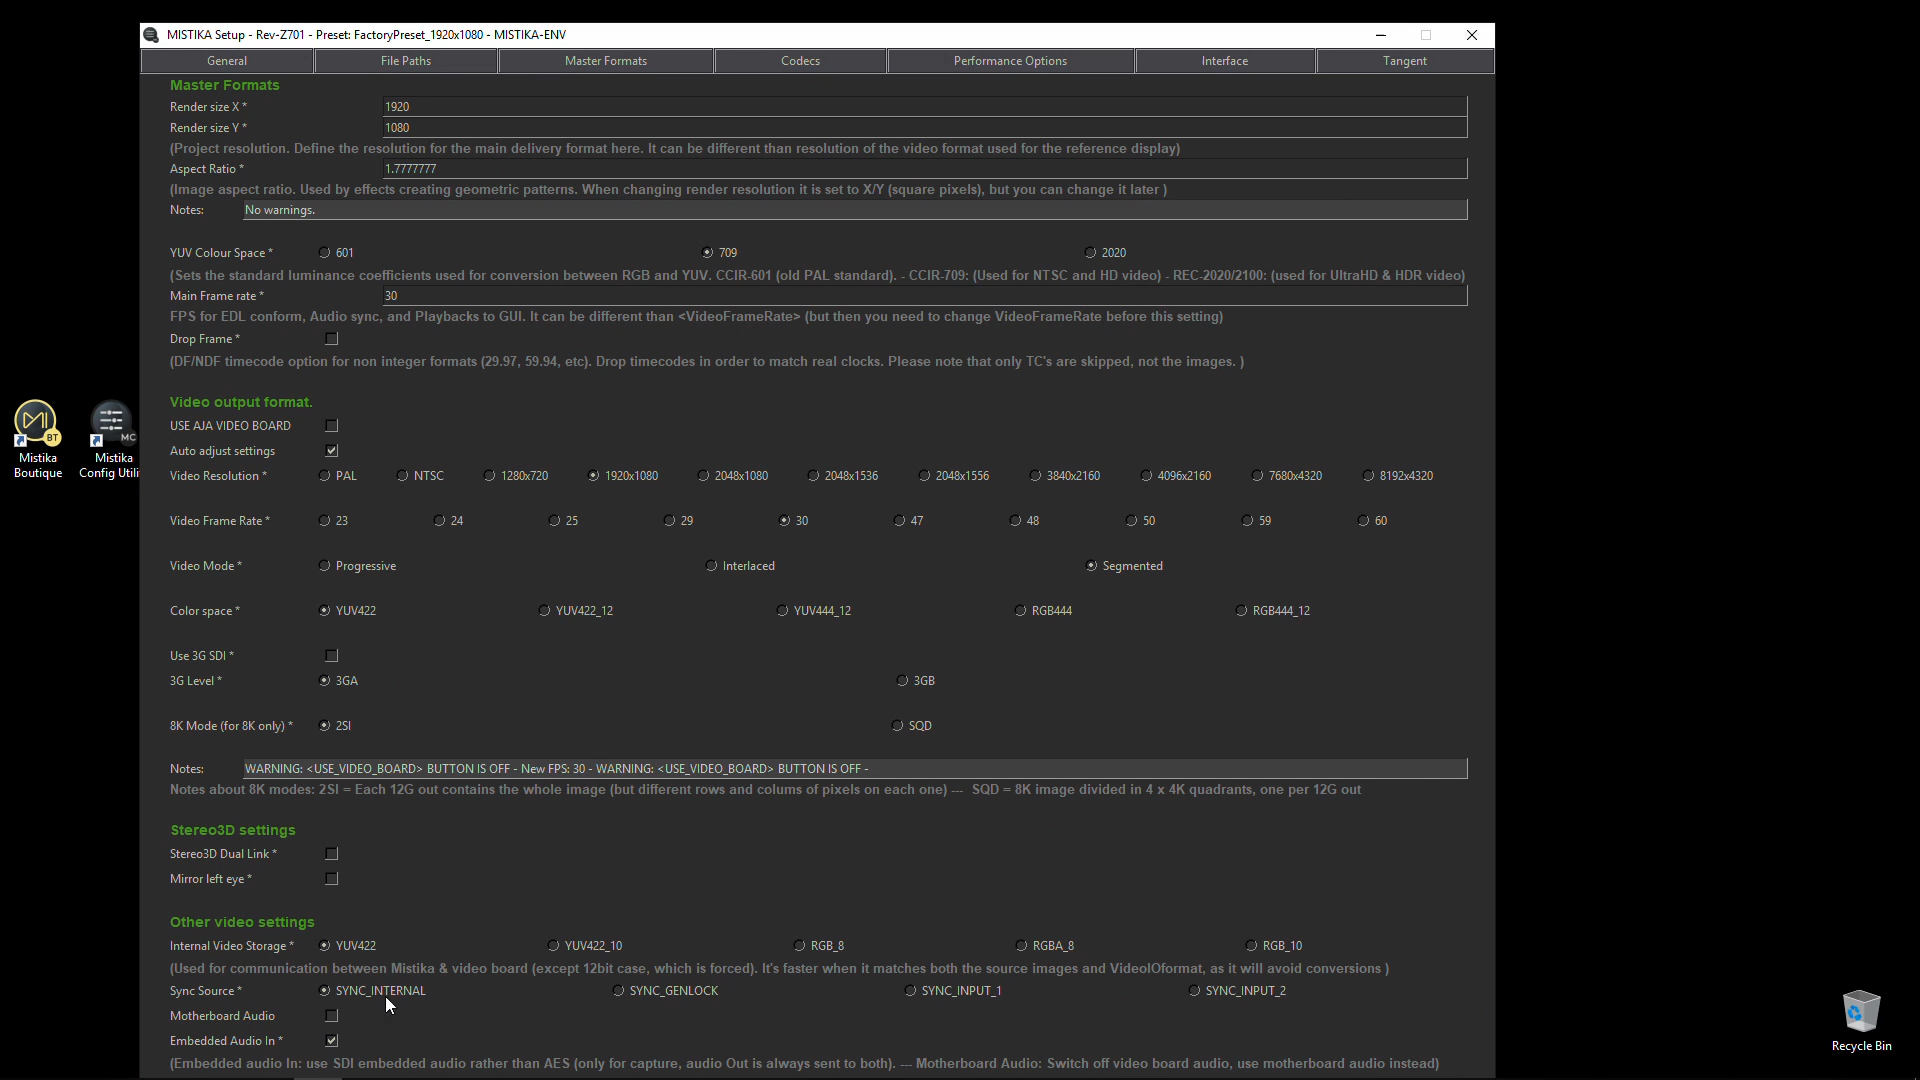 MISTIKA Setup - Rev-Z701 - Preset: FactoryPreset_1920x1080 - MISTIKA-ENV
General File Paths Master Formats Codecs Performance Options Interface Tangent
Master Formats
Render size X * 1920
Render size Y * 1080
(Project resolution. Define the resolution for the main delivery format here. It can be different than resolution of the video format used for the reference display)
Aspect Ratio * 1.7777777
(Image aspect ratio. Used by effects creating geometric patterns. When changing render resolution it is set to X/Y (square pixels), but you can change it later )
Notes: No warnings.
YUV Colour Space * 601 709 2020
(Sets the standard luminance coefficients used for conversion between RGB and YUV. CCIR-601 (old PAL standard). - CCIR-709: (Used for NTSC and HD video) - REC-2020/2100: (used for UltraHD & HDR video)
Main Frame rate * 30
FPS for EDL conform, Audio sync, and Playbacks to GUI. It can be different than <VideoFrameRate> (but then you need to change VideoFrameRate before this setting)
Drop Frame *
(DF/NDF timecode option for non integer formats (29.97, 59.94, etc). Drop timecodes in order to match real clocks. Please note that only TC's are skipped, not the images. )
Video output format.
USE AJA VIDEO BOARD
Auto adjust settings
Video Resolution * PAL NTSC 1280x720 1920x1080 2048x1080 2048x1536 2048x1556 3840x2160 4096x2160 7680x4320 8192x4320
Video Frame Rate * 23 24 25 29 30 47 48 50 59 60
Video Mode * Progressive Interlaced Segmented
Color space * YUV422 YUV422_12 YUV444_12 RGB444 RGB444_12
Use 3G SDI *
3G Level * 3GA 3GB
8K Mode (for 8K only) * 2SI SQD
Notes: WARNING: <USE_VIDEO_BOARD> BUTTON IS OFF - New FPS: 30 - WARNING: <USE_VIDEO_BOARD> BUTTON IS OFF -
Notes about 8K modes: 2SI = Each 12G out contains the whole image (but different rows and colums of pixels on each one) --- SQD = 8K image divided in 4 x 4K quadrants, one per 12G out
Stereo3D settings
Stereo3D Dual Link *
Mirror left eye *
Other video settings
Internal Video Storage * YUV422 YUV422_10 RGB_8 RGBA_8 RGB_10
(Used for communication between Mistika & video board (except 12bit case, which is forced). It's faster when it matches both the source images and VideoIOformat, as it will avoid conversions )
Sync Source * SYNC_INTERNAL SYNC_GENLOCK SYNC_INPUT_1 SYNC_INPUT_2
Motherboard Audio
Embedded Audio In *
(Embedded audio In: use SDI embedded audio rather than AES (only for capture, audio Out is always sent to both). --- Motherboard Audio: Switch off video board audio, use motherboard audio instead)
BT
Mistika
Boutique
MC
Mistika
Config Utili
Recycle Bin